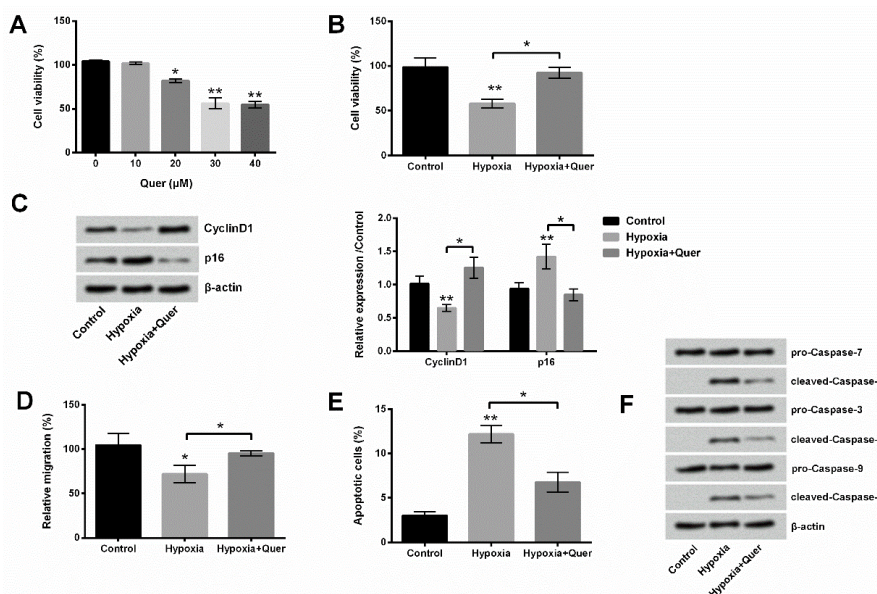 A
Cell viability (%)
150
100
50
0
*
**
**
0 10 20 30 40
Quer (µM)
B
Cell viability (%)
150
100
50
0
**
*
Control Hypoxia Hypoxia+Quer
C
CyclinD1
p16
β-actin
Control Hypoxia Hypoxia+Quer
Relative expression /Control
2.0
1.5
1.0
0.5
0.0
**
*
**
*
CyclinD1 p16
Control
Hypoxia
Hypoxia+Quer
D
Relative migration (%)
150
100
50
0
*
*
Control Hypoxia Hypoxia+Quer
E
Apoptotic cells (%)
15
10
5
0
**
*
Control Hypoxia Hypoxia+Quer
F
pro-Caspase-7
cleaved-Caspase-
pro-Caspase-3
cleaved-Caspase-
pro-Caspase-9
cleaved-Caspase-
β-actin
Control Hypoxia Hypoxia+Quer